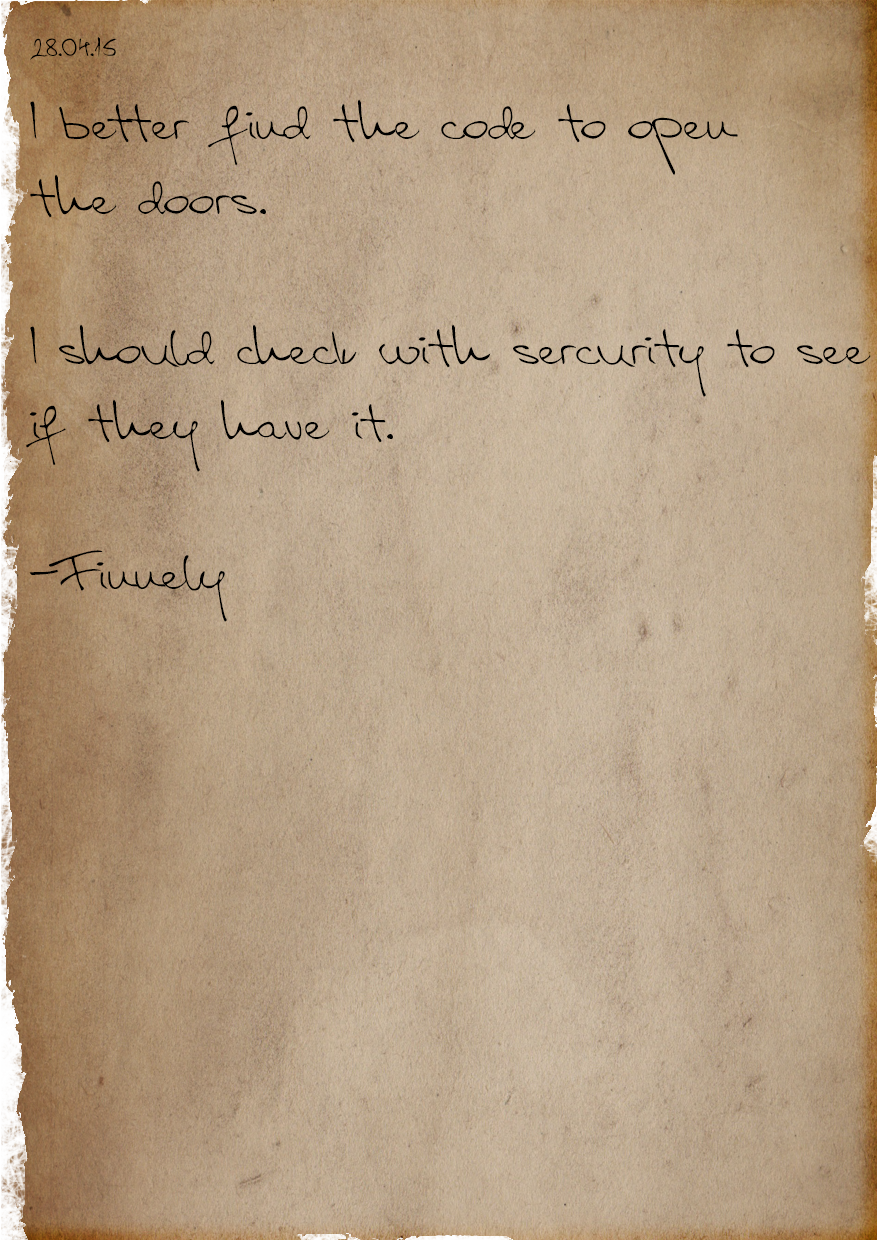 28.04.15
I better find the code to open
the doors.
I should check with sercurity to see
if they have it.
-Finnely